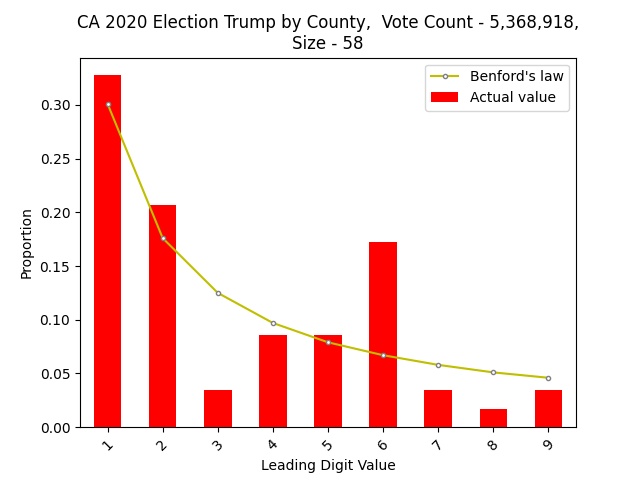 CA 2020 Election Trump by County,  Vote Count - 5,368,918,
Size - 58
Benford's law
Actual value
Proportion
0.30
0.25
0.20
0.15
0.10
0.05
0.00
1
2
3
4
5
6
7
8
9
Leading Digit Value